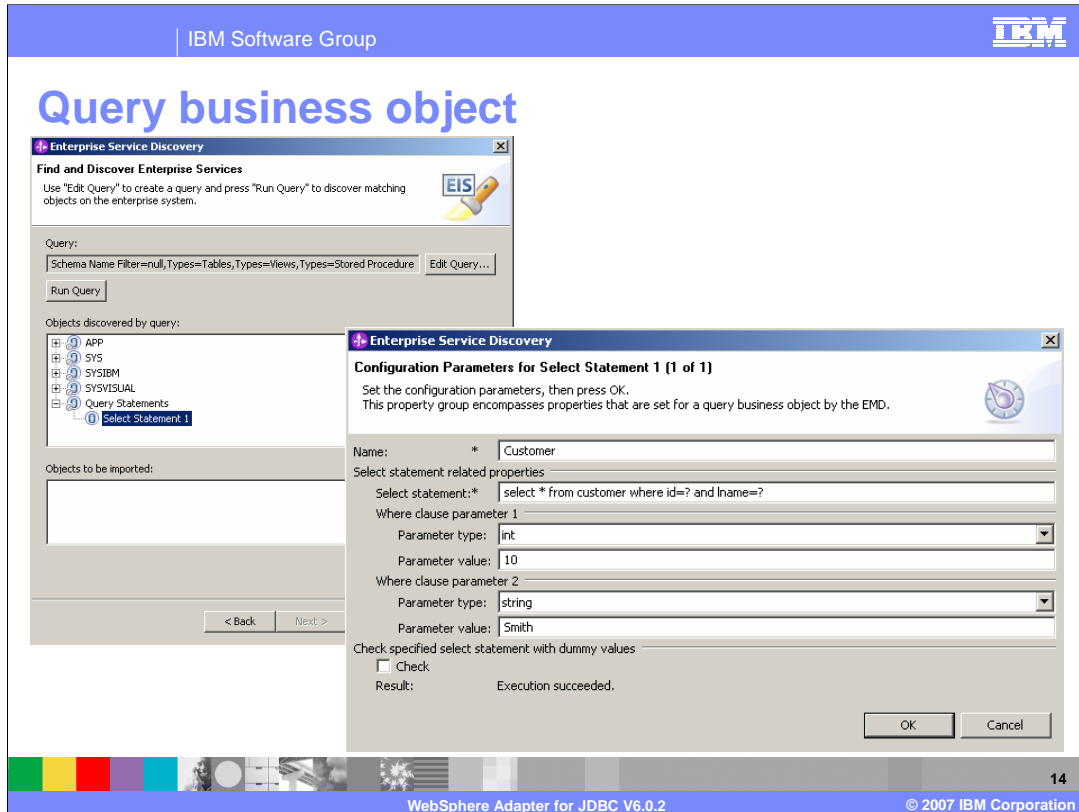 IBM Software Group
IBM
Query business object
Enterprise Service Discovery
Find and Discover Enterprise Services
Use "Edit Query" to create a query and press "Run Query" to discover matching
objects on the enterprise system.
EIS
Query:
Schema Name Filter=null,Types=Tables,Types=Views,Types=Stored Procedure
Edit Query...
Run Query
Objects discovered by query:
APP
SYS
SYSIBM
SYSVISUAL
Query Statements
Select Statement 1
Objects to be imported:
< Back
Next >
Enterprise Service Discovery
Configuration Parameters for Select Statement 1 (1 of 1)
Set the configuration parameters, then press OK.
This property group encompasses properties that are set for a query business object by the EMD.
Name: * Customer
Select statement related properties
Select statement:* select * from customer where id=? and lname=?
Where clause parameter 1
Parameter type: int
Parameter value: 10
Where clause parameter 2
Parameter type: string
Parameter value: Smith
Check specified select statement with dummy values
Check
Result: Execution succeeded.
OK
Cancel
14
WebSphere Adapter for JDBC V6.0.2
© 2007 IBM Corporation